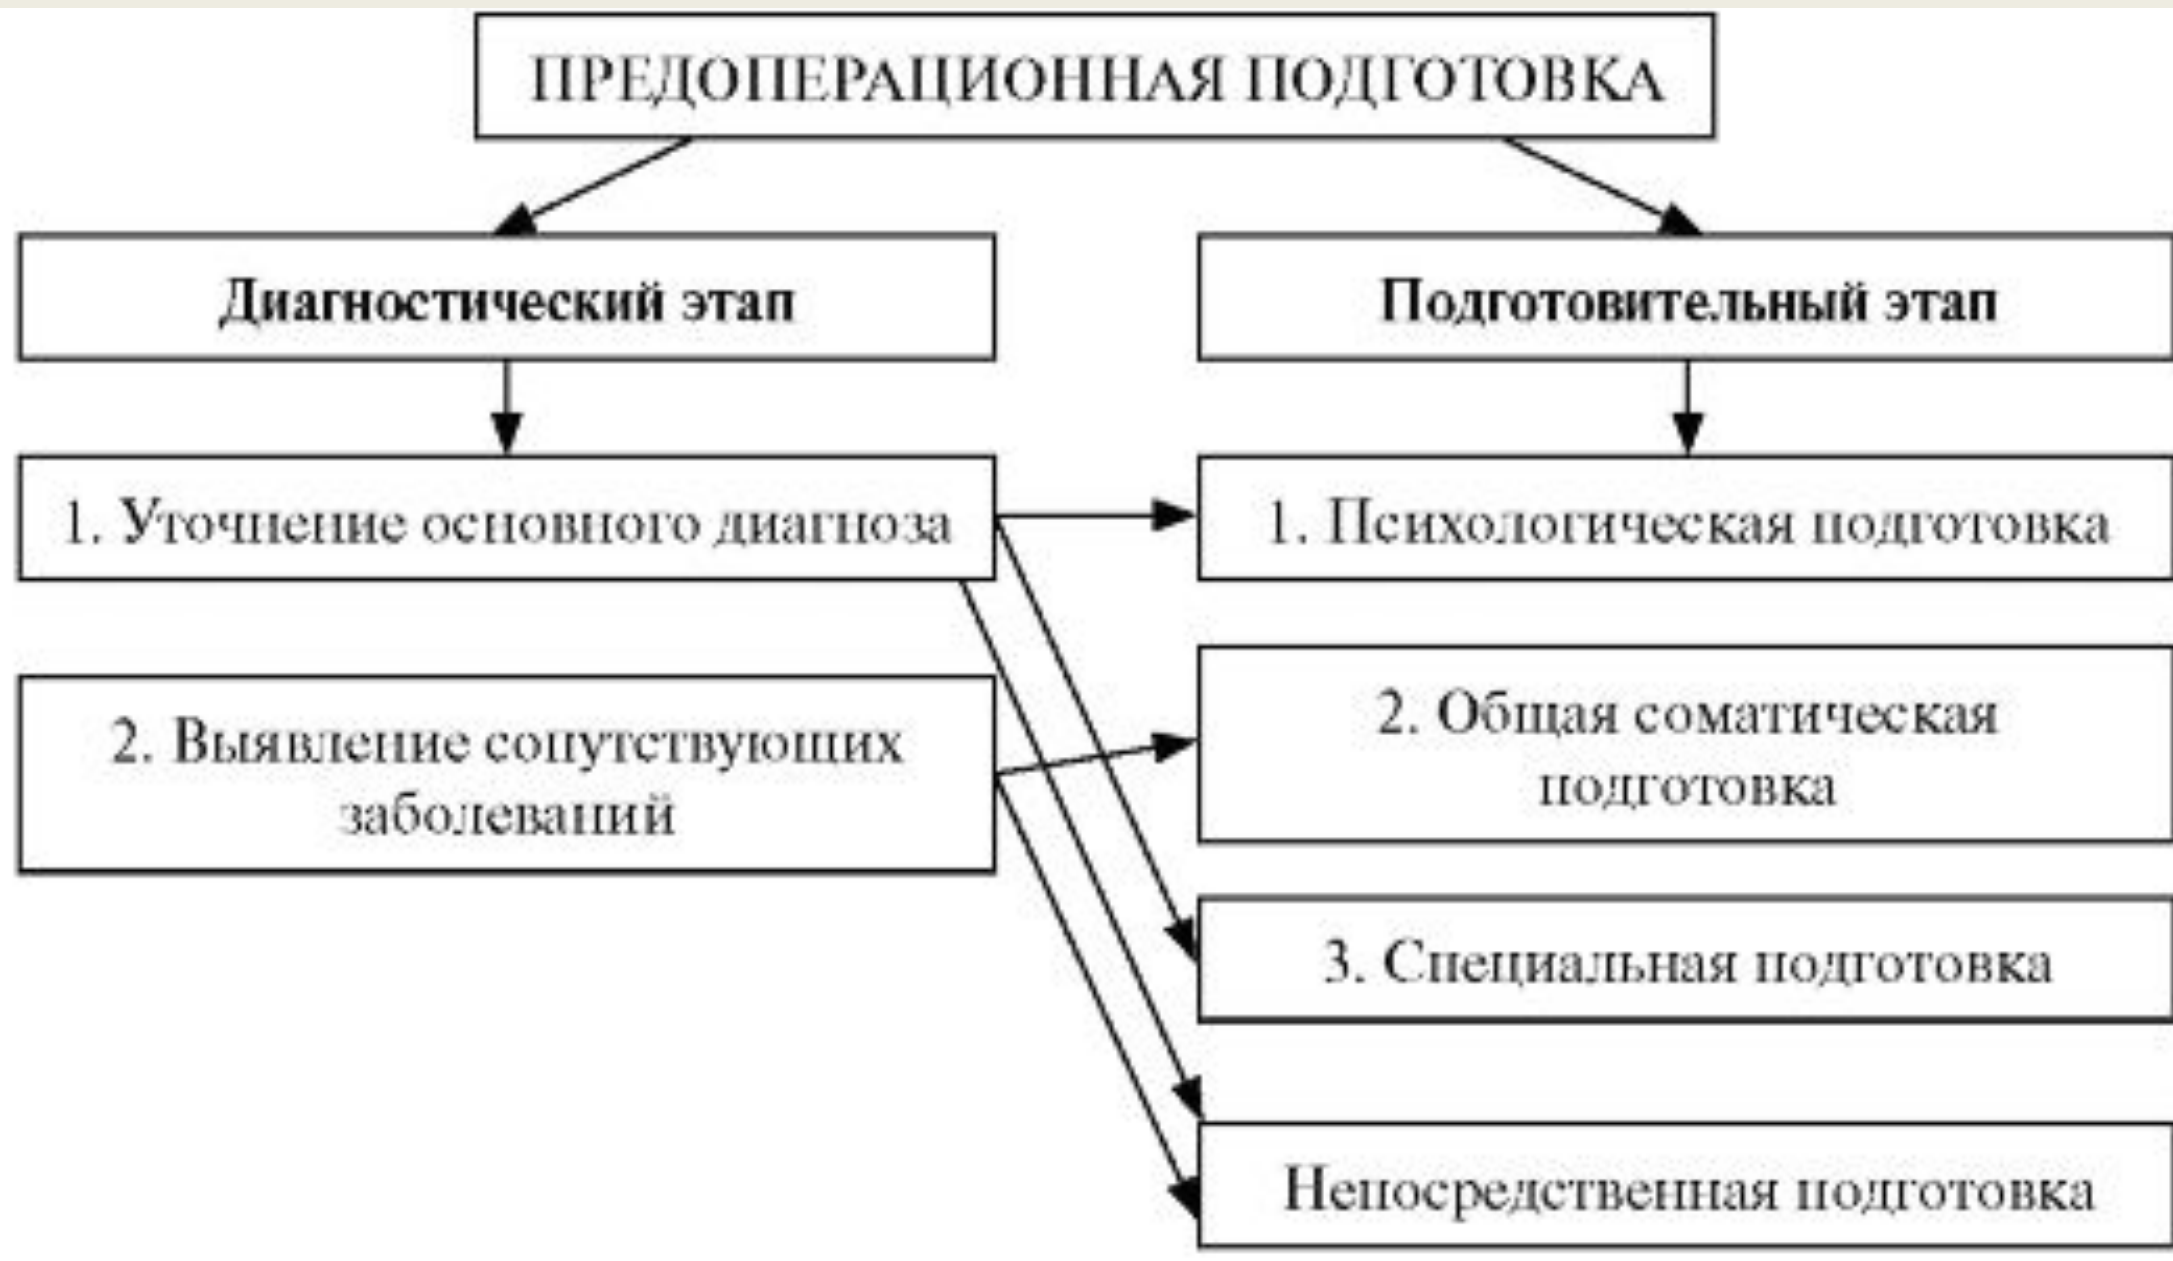 ПРЕДОПЕРАЦИОННАЯ ПОДГОТОВКА
Диагностический этап
Подготовительный этап
1. Уточнение основного диагноза
1. Психологическая подготовка
2. Выявление сопутствующих
заболеваний
2. Общая соматическая
подготовка
3. Специальная подготовка
Непосредственная подготовка